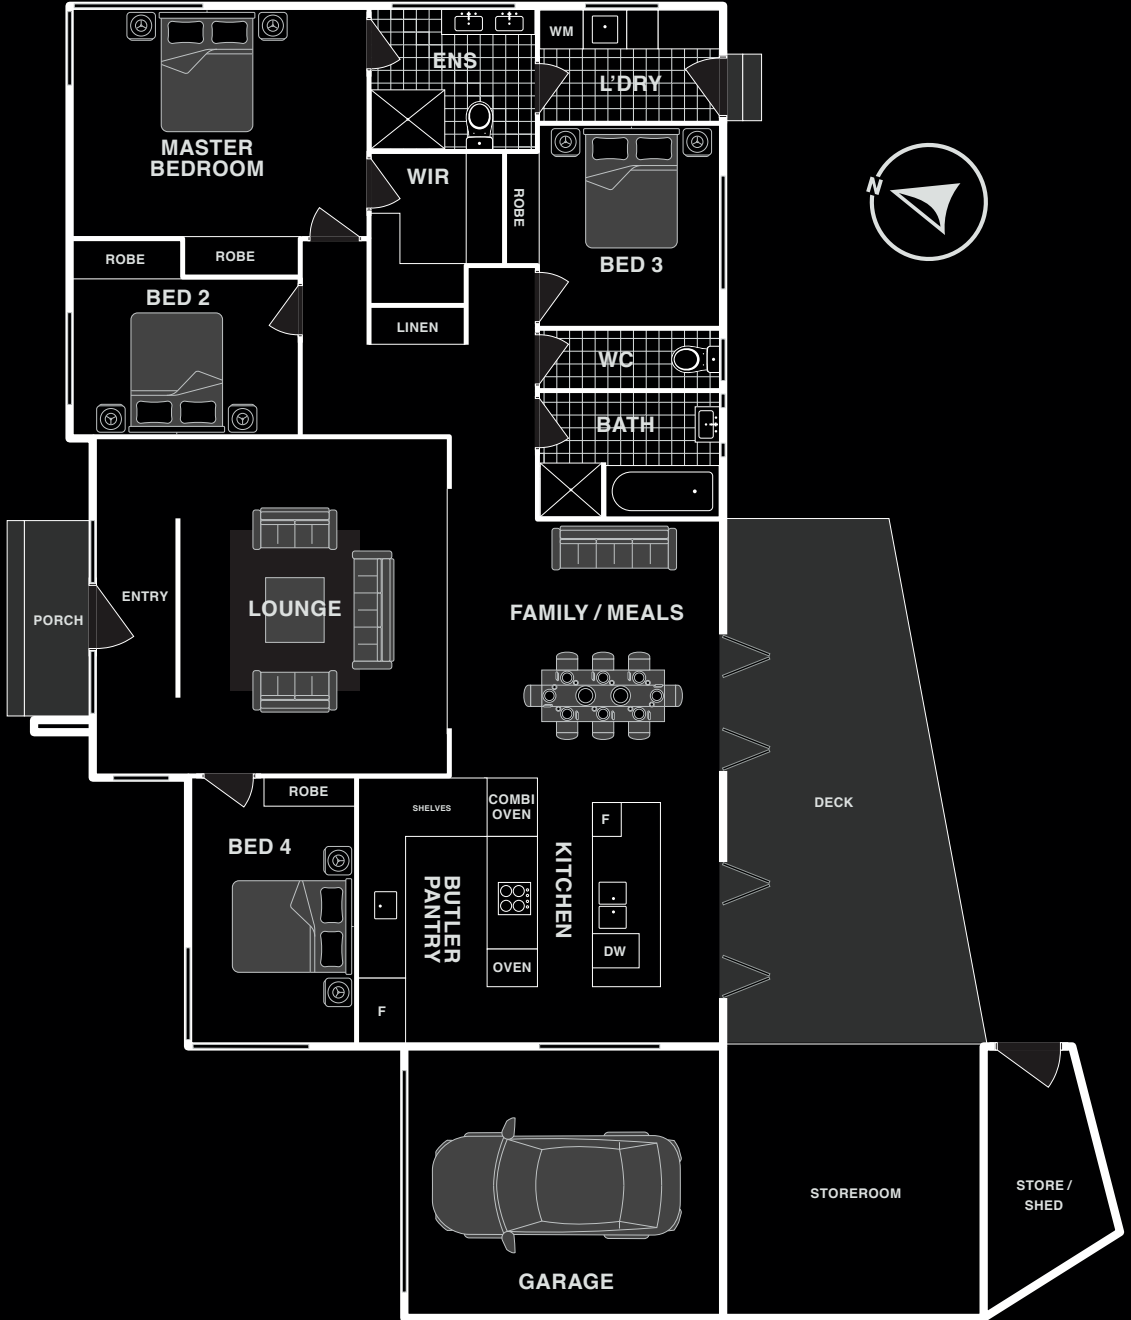 WM
ENS
L'DRY
MASTER
BEDROOM
WIR
ROBE
N
ROBE
ROBE
BED 3
BED 2
LINEN
WC
BATH
ENTRY
LOUNGE
FAMILY / MEALS
PORCH
ROBE
SHELVES
COMBI
OVEN
F
DECK
BED 4
KITCHEN
BUTLER
PANTRY
DW
OVEN
F
STOREROOM
STORE /
SHED
GARAGE